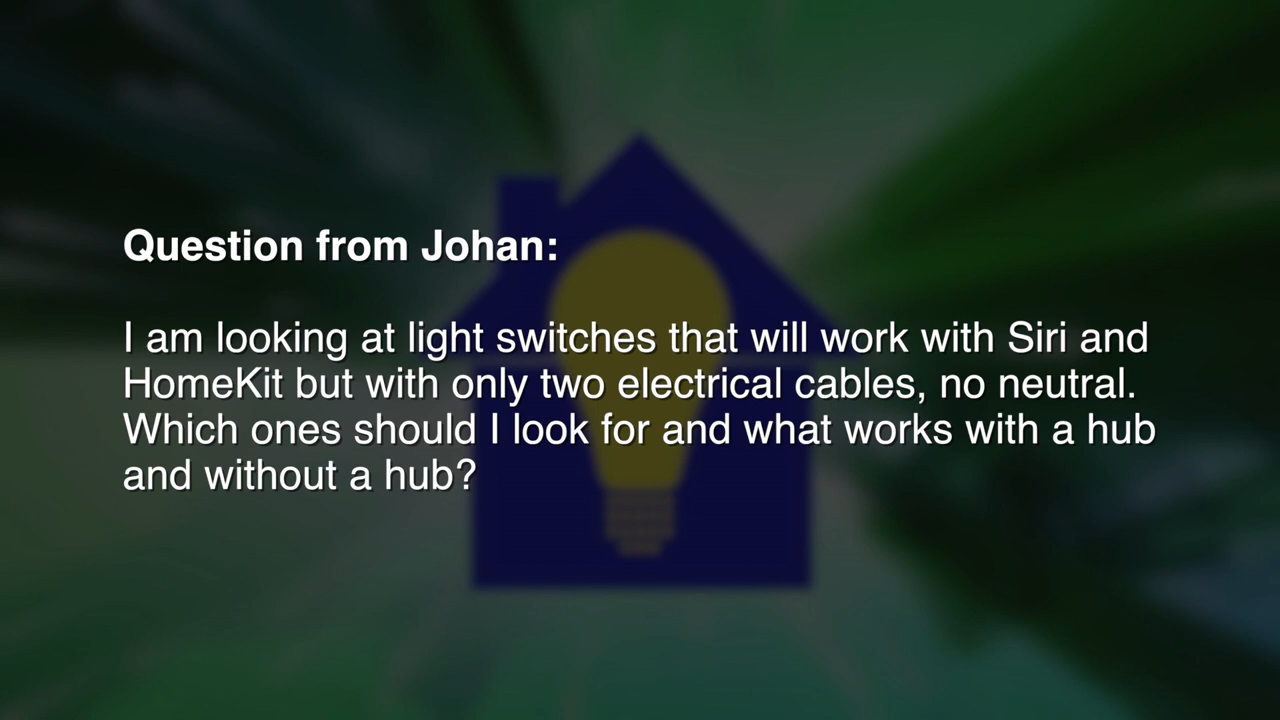 Question from Johan:
I am looking at light switches that will work with Siri and
HomeKit but with only two electrical cables, no neutral.
Which ones should I look for and what works with a hub
and without a hub?